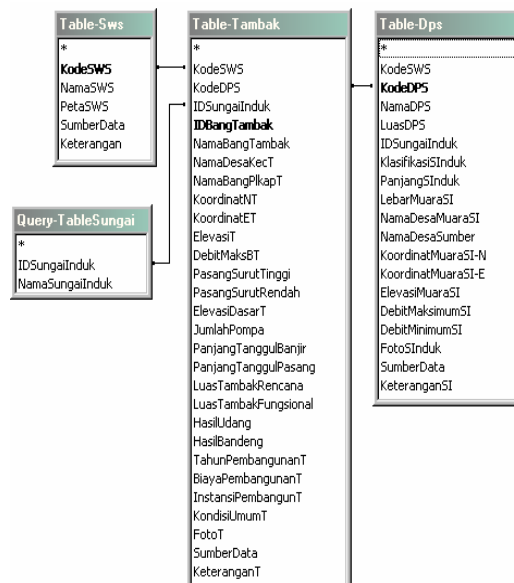 Table-Sws
*
KodeSWS
NamaSWS
PetaSWS
SumberData
Keterangan
Query-TableSungai
*
IDSungaiInduk
NamaSungaiInduk
Table-Tambak
*
KodeSWS
KodeDPS
IDSungaiInduk
IDBangTambak
NamaBangTambak
NamaDesaKecT
NamaBangPlkapT
KoordinatNT
KoordinatET
ElevasiT
DebitMaksBT
PasangSurutTinggi
PasangSurutRendah
ElevasiDasarT
JumlahPompa
PanjangTanggulBanjir
PanjangTanggulPasang
LuasTambakRencana
LuasTambakFungsional
HasilUdang
HasilBandeng
TahunPembangunanT
BiayaPembangunanT
InstansiPembangunT
KondisiUmumT
FotoT
SumberData
KeteranganT
Table-Dps
*
KodeSWS
KodeDPS
NamaDPS
LuasDPS
IDSungaiInduk
KlasifikasiSInduk
PanjangSInduk
LebarMuaraSI
NamaDesaMuaraSI
NamaDesaSumber
KoordinatMuaraSI-N
KoordinatMuaraSI-E
ElevasiMuaraSI
DebitMaksimumSI
DebitMinimumSI
FotoSInduk
SumberData
KeteranganSI